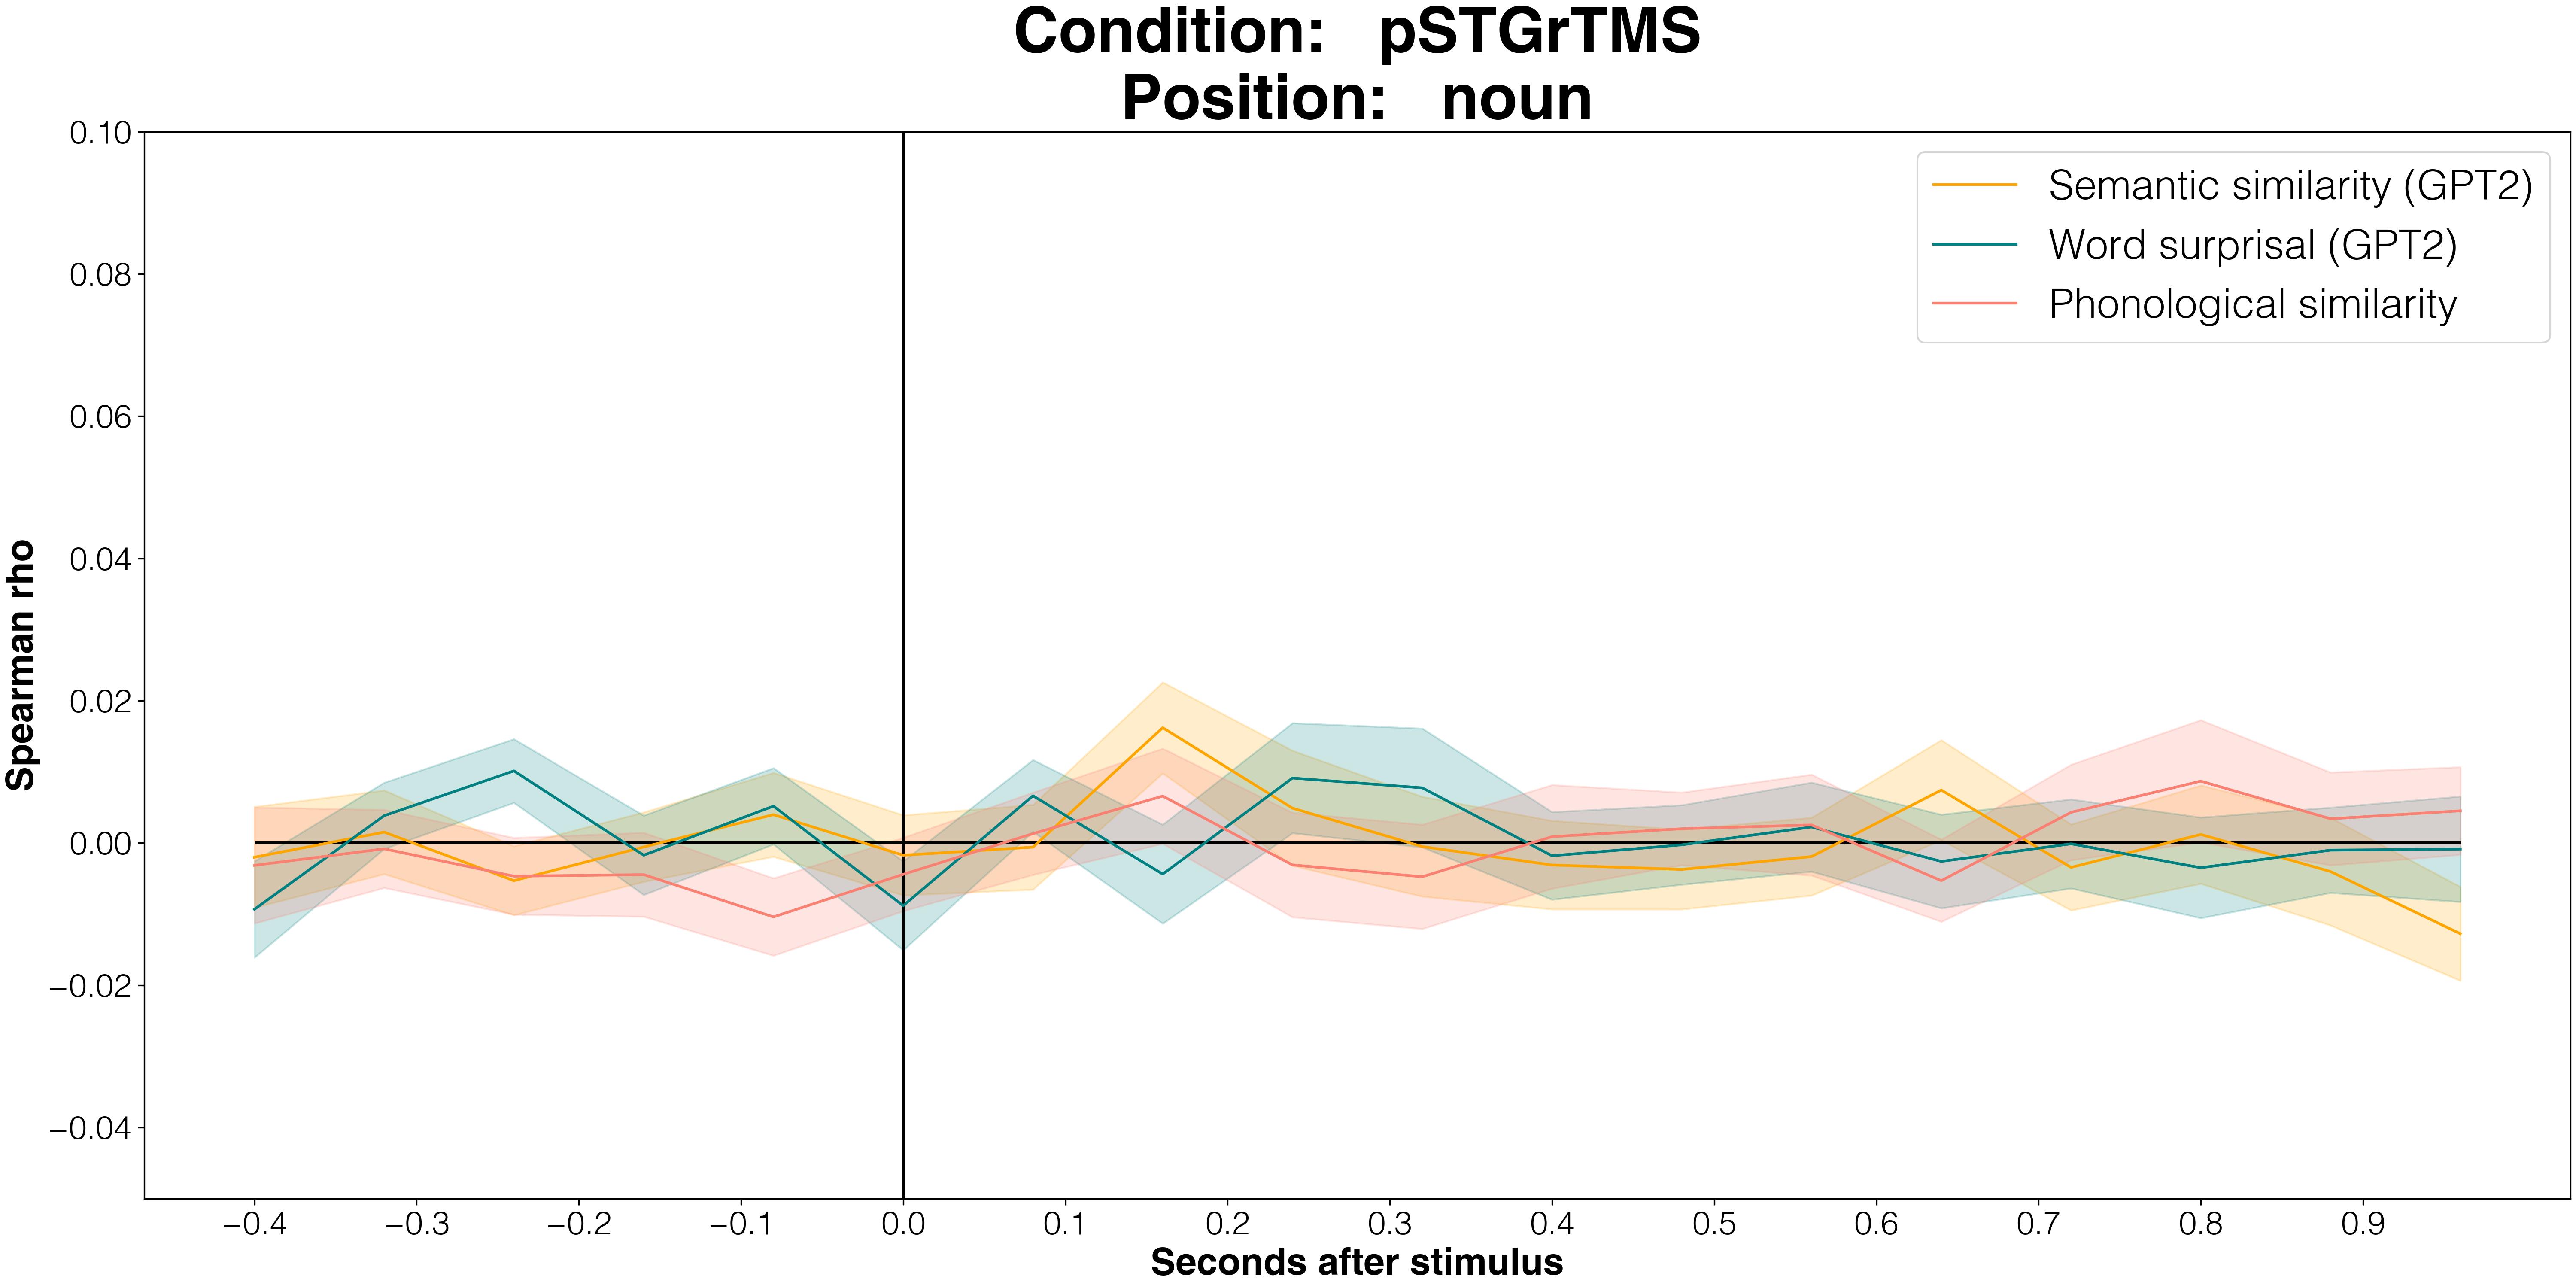 Condition:   pSTGrTMS
Position:   noun
Semantic similarity (GPT2)
Word surprisal (GPT2)
Phonological similarity
Spearman rho
0.10
0.08
0.06
0.04
0.02
0.00
−0.02
−0.04
−0.4 −0.3 −0.2 −0.1 0.0 0.1 0.2 0.3 0.4 0.5 0.6 0.7 0.8 0.9
Seconds after stimulus